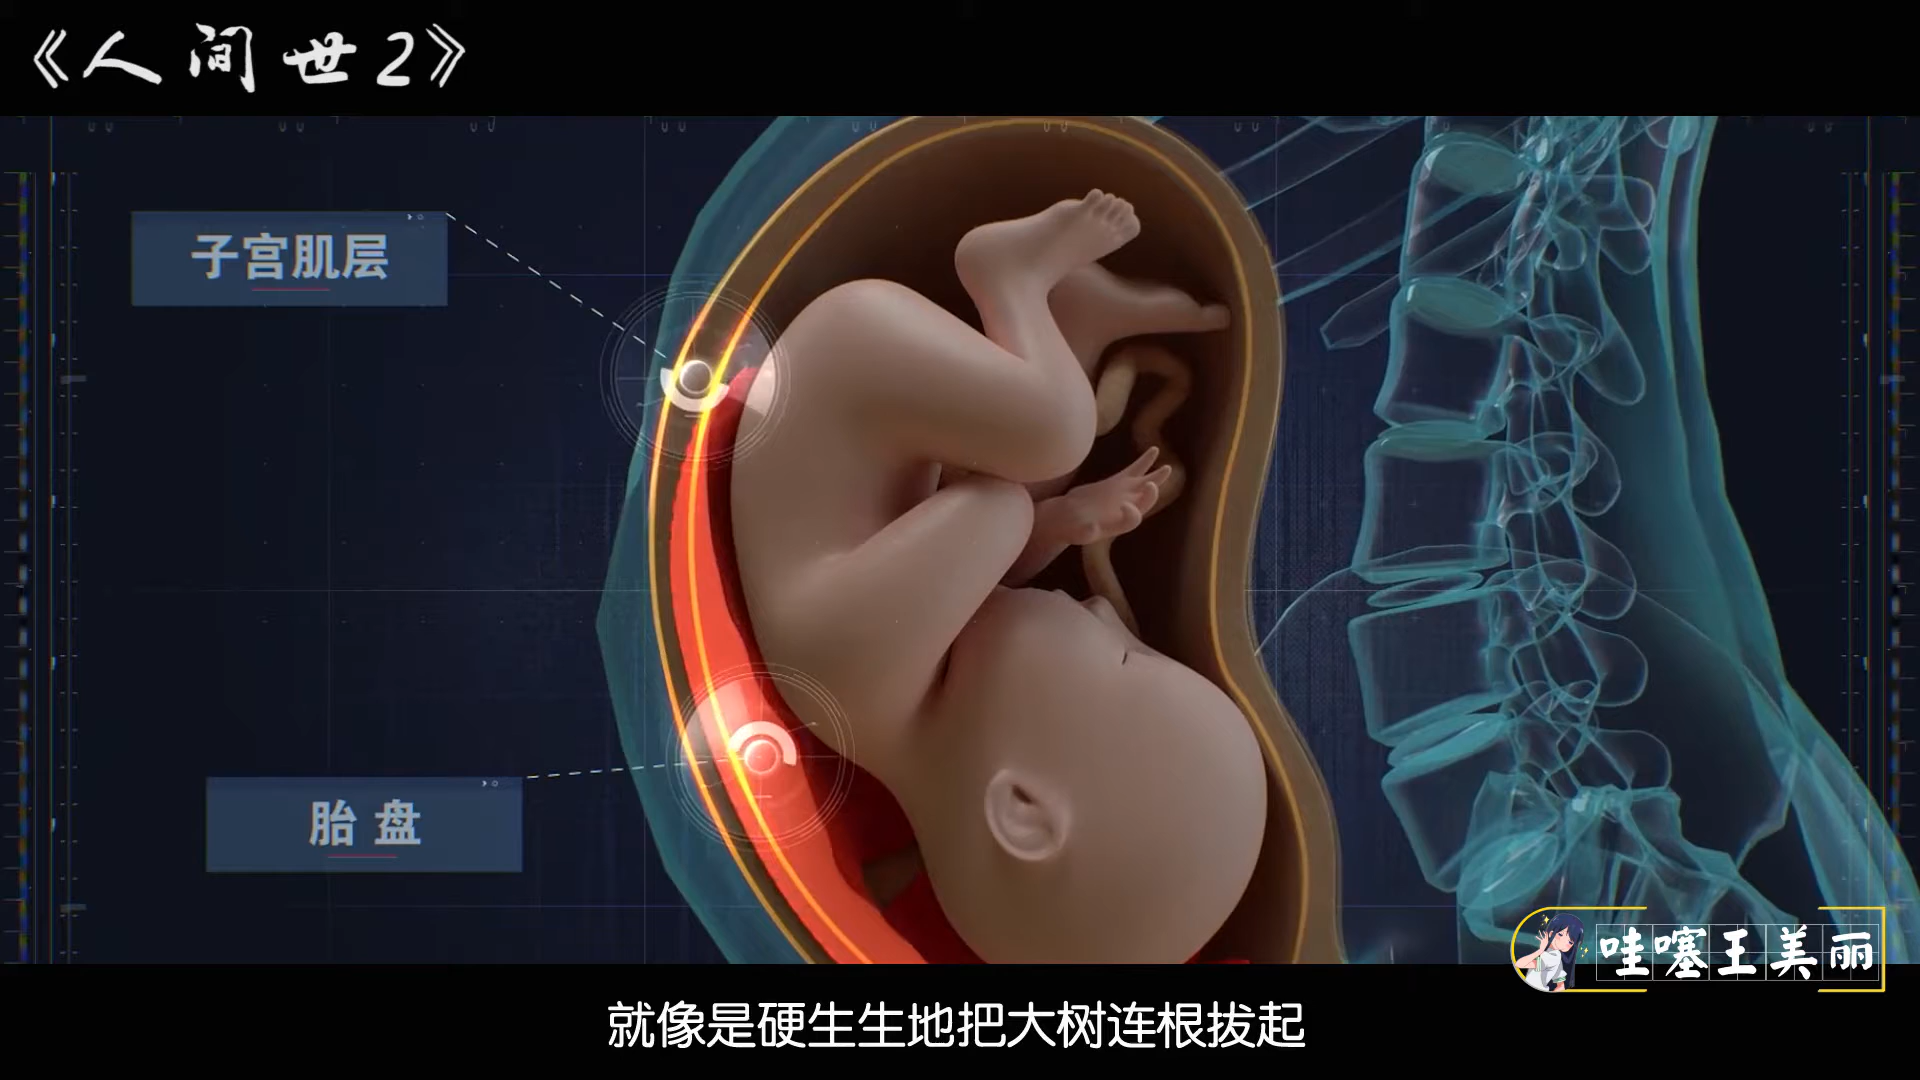 《人间世2》
子宫肌层
胎盘
哇噻王美丽
就像是硬生生地把大树连根拔起